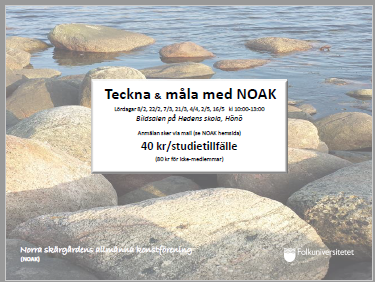 Teckna & måla med NOAK
Lördagar 8/2, 22/2, 7/3, 21/3, 4/4, 2/5, 16/5 kl 10:00-13:00
Bildsalen på Hedens skola, Hönö
Anmälan sker via mail (se NOAK hemsida)
40 kr/studietillfälle
(80 kr för icke-medlemmar)
Norra skärgårdens allmänna konstförening
(NOAK)
Folkuniversitetet